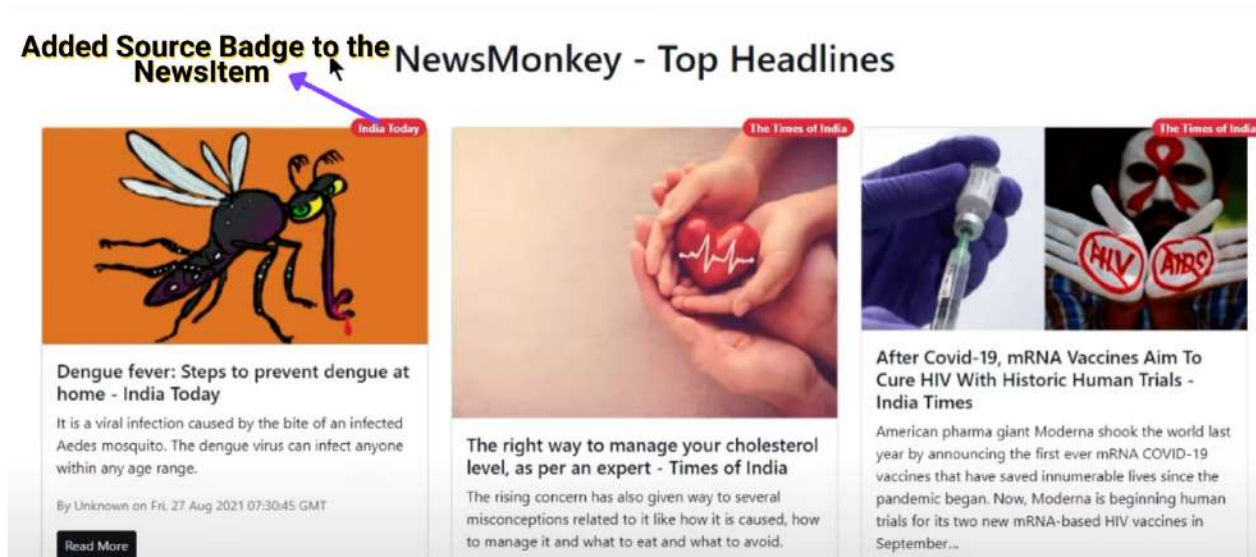 Added Source Badge to the
NewsItem
NewsMonkey - Top Headlines
India Today
Dengue fever: Steps to prevent dengue at
home - India Today
It is a viral infection caused by the bite of an infected
Aedes mosquito. The dengue virus can infect anyone
within any age range.
By Unknown on Fri, 27 Aug 2021 07:30:45 GMT
Read More
The Times of India
The right way to manage your cholesterol
level, as per an expert - Times of India
The rising concern has also given way to several
misconceptions related to it like how it is caused, how
to manage it and what to eat and what to avoid.
The Times of India
HIV
AIDS
After Covid-19, mRNA Vaccines Aim To
Cure HIV With Historic Human Trials -
India Times
American pharma giant Moderna shook the world last
year by announcing the first ever mRNA COVID-19
vaccines that have saved innumerable lives since the
pandemic began. Now, Moderna is beginning human
trials for its two new mRNA-based HIV vaccines in
September...